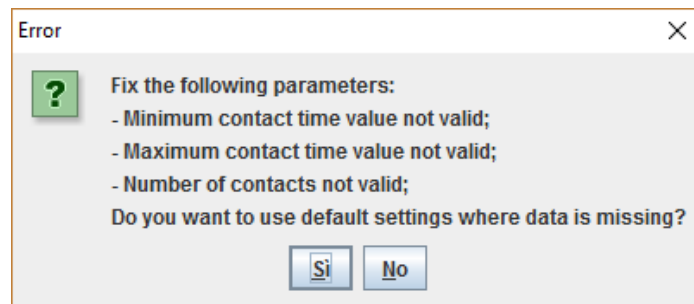 Error
Fix the following parameters:
- Minimum contact time value not valid;
- Maximum contact time value not valid;
- Number of contacts not valid;
Do you want to use default settings where data is missing?
Sì No